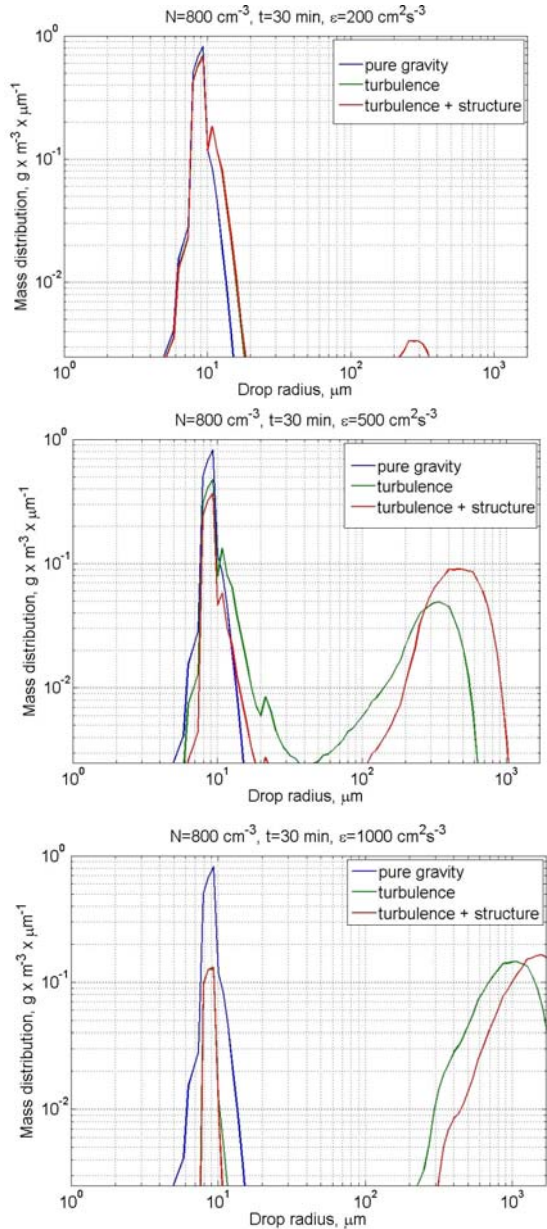 N=800 cm⁻³, t=30 min, ε=200 cm²s⁻³
10⁰
pure gravity
turbulence
turbulence + structure
10⁻¹
10⁻²
Mass distribution, g x m⁻³ x μm⁻¹
10⁰ 10¹ 10² 10³
Drop radius, μm
N=800 cm⁻³, t=30 min, ε=500 cm²s⁻³
10⁰
pure gravity
turbulence
turbulence + structure
10⁻¹
10⁻²
Mass distribution, g x m⁻³ x μm⁻¹
10⁰ 10¹ 10² 10³
Drop radius, μm
N=800 cm⁻³, t=30 min, ε=1000 cm²s⁻³
10⁰
pure gravity
turbulence
turbulence + structure
10⁻¹
10⁻²
Mass distribution, g x m⁻³ x μm⁻¹
10⁰ 10¹ 10² 10³
Drop radius, μm